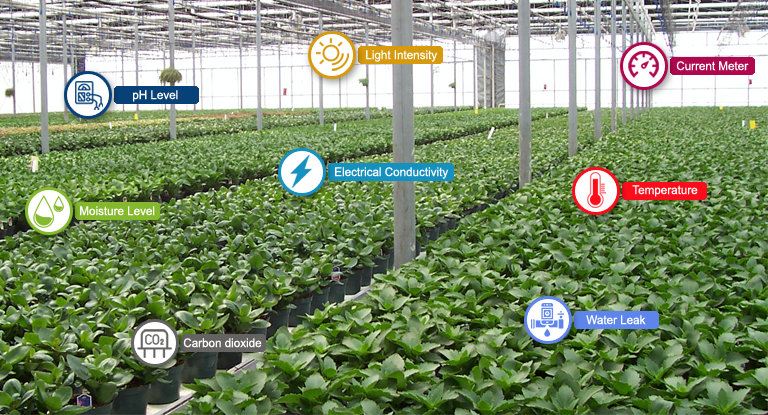 Light Intensity
Current Meter
pH Level
Electrical Conductivity
Temperature
Moisture Level
Water Leak
CO₂
Carbon dioxide